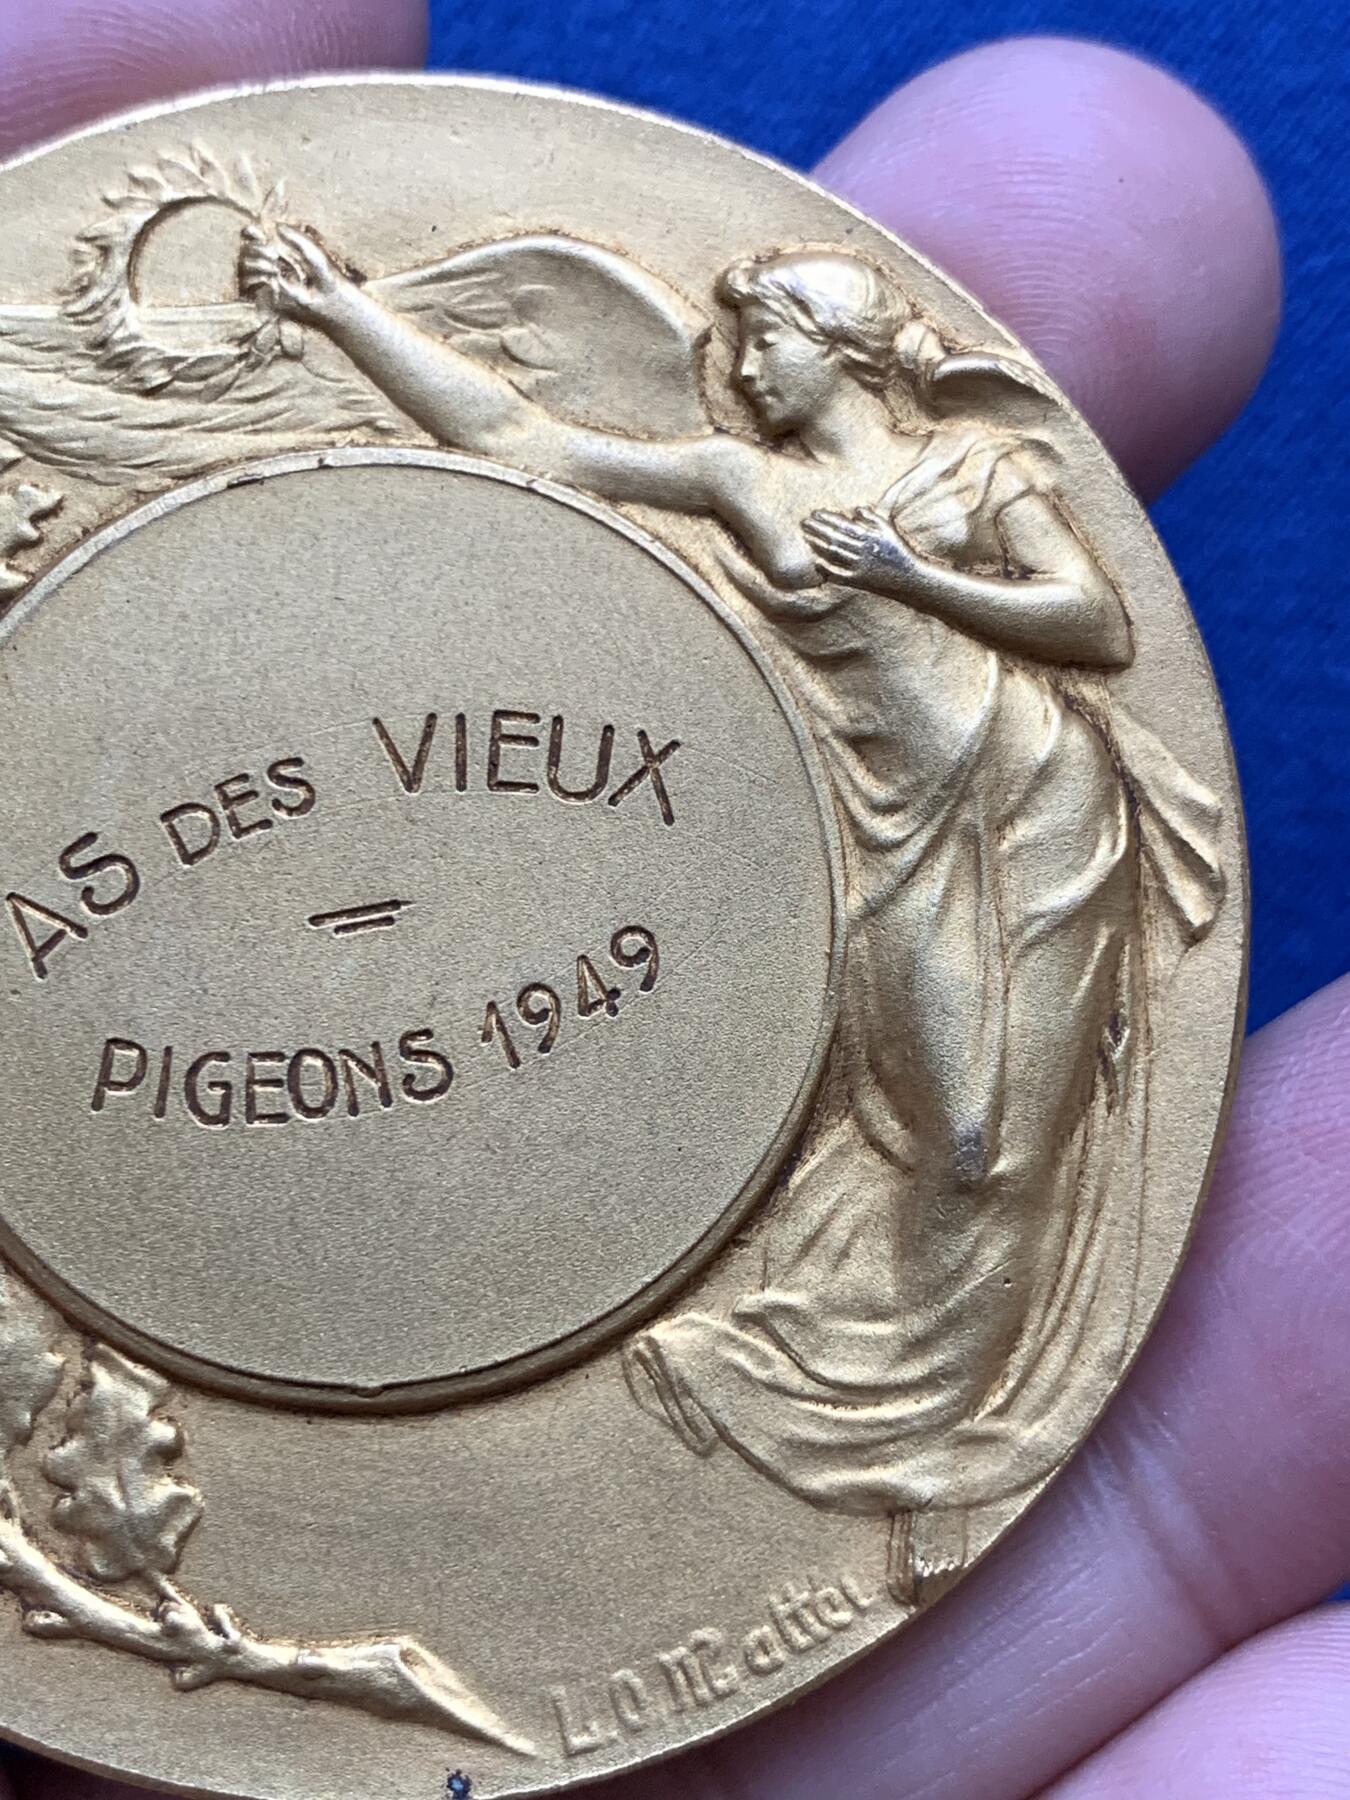 AS DES VIEUX
=
PIGEONS 1949
L.O. Mattei